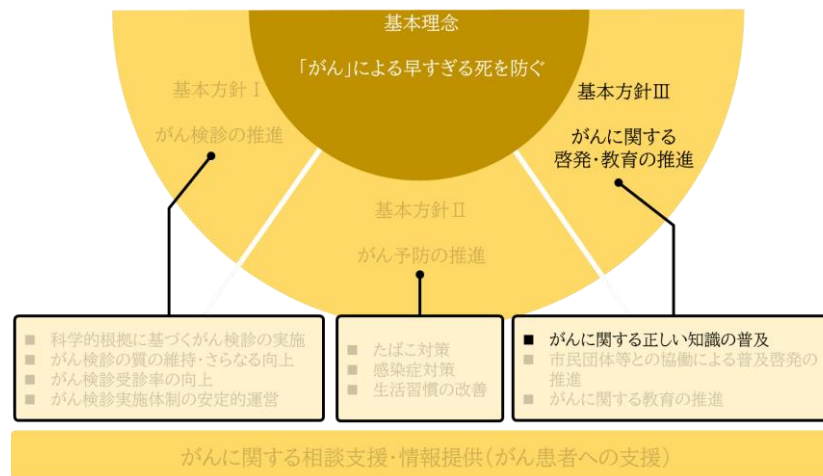 基本理念
「がん」による早すぎる死を防ぐ
基本方針Ⅰ
がん検診の推進
基本方針Ⅱ
がん予防の推進
基本方針Ⅲ
がんに関する
啓発・教育の推進
■ 科学的根拠に基づくがん検診の実施
■ がん検診の質の維持・さらなる向上
■ がん検診受診率の向上
■ がん検診実施体制の安定的運営
■ たばこ対策
■ 感染症対策
■ 生活習慣の改善
■ がんに関する正しい知識の普及
■ 市民団体等との協働による普及啓発の
推進
■ がんに関する教育の推進
がんに関する相談支援・情報提供(がん患者への支援)